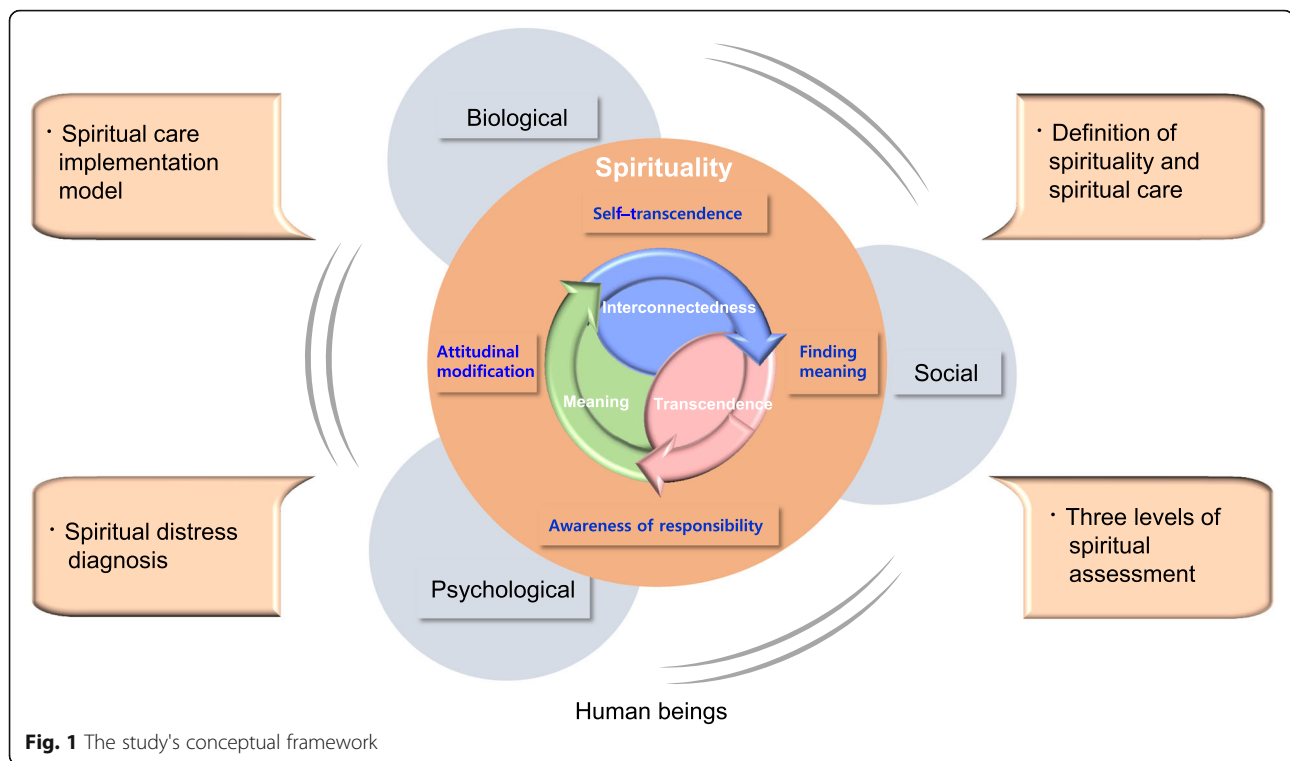 Biological
· Spiritual care
implementation
model
· Definition of
spirituality and
spiritual care
Spirituality
Self–transcendence
Interconnectedness
Attitudinal
modification
Finding
meaning
Social
Meaning
Transcendence
Awareness of responsibility
· Spiritual distress
diagnosis
· Three levels of
spiritual
assessment
Psychological
Human beings
Fig. 1 The study's conceptual framework